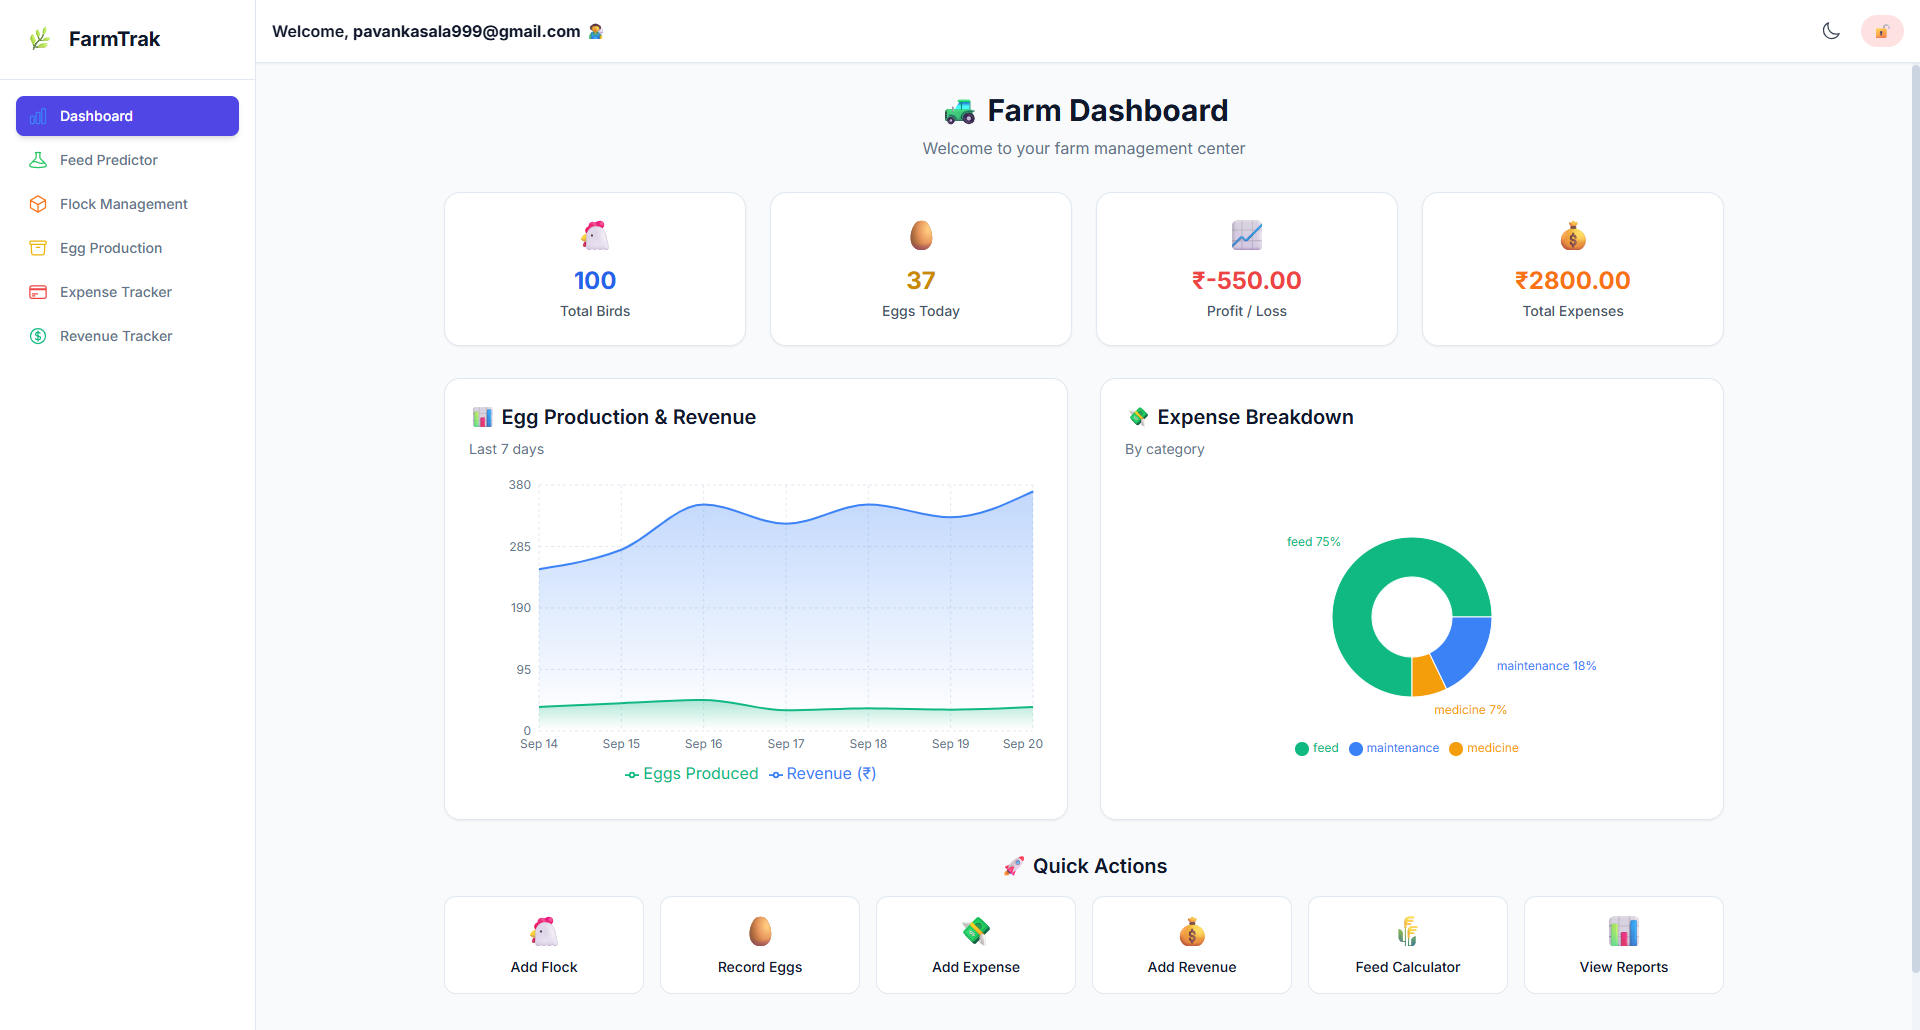 FarmTrak
Welcome, pavankasala999@gmail.com
Dashboard
Feed Predictor
Flock Management
Egg Production
Expense Tracker
Revenue Tracker
Farm Dashboard
Welcome to your farm management center
100
Total Birds
37
Eggs Today
₹-550.00
Profit / Loss
₹2800.00
Total Expenses
Egg Production & Revenue
Last 7 days
380
285
190
95
0
Sep 14 Sep 15 Sep 16 Sep 17 Sep 18 Sep 19 Sep 20
Eggs Produced Revenue (₹)
Expense Breakdown
By category
feed 75%
maintenance 18%
medicine 7%
feed maintenance medicine
Quick Actions
Add Flock
Record Eggs
Add Expense
Add Revenue
Feed Calculator
View Reports